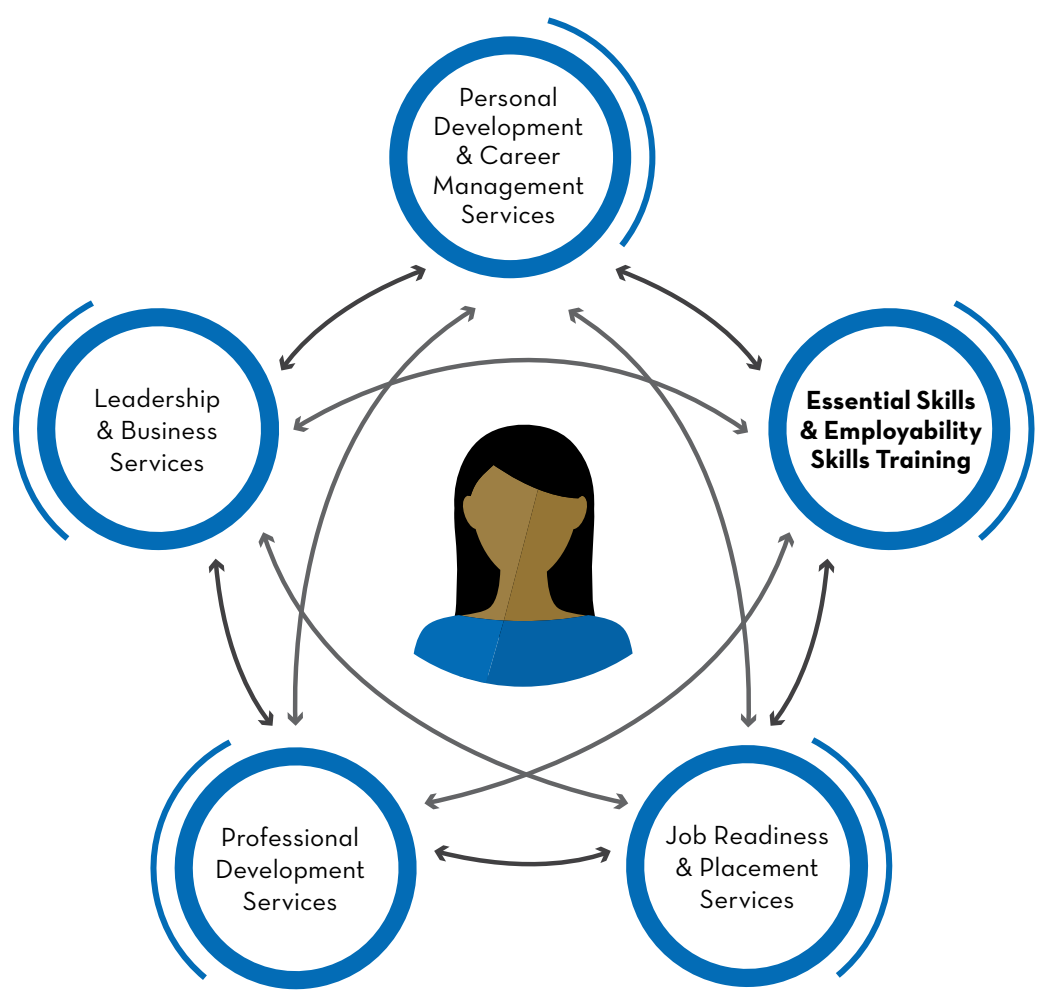 Personal
Development
& Career
Management
Services
Leadership
& Business
Services
Essential Skills
& Employability
Skills Training
Professional
Development
Services
Job Readiness
& Placement
Services